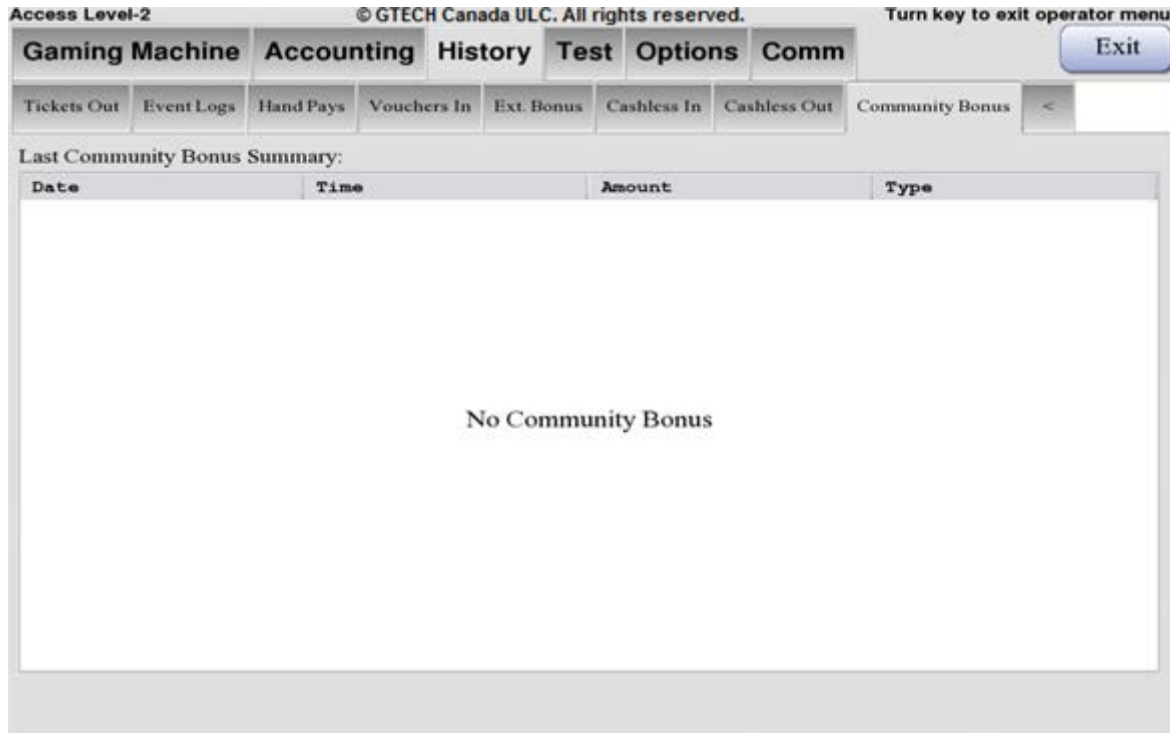 Access Level-2 © GTECH Canada ULC. All rights reserved. Turn key to exit operator menu
Gaming Machine Accounting History Test Options Comm Exit
Tickets Out Event Logs Hand Pays Vouchers In Ext. Bonus Cashless In Cashless Out Community Bonus <
Last Community Bonus Summary:
Date Time Amount Type
No Community Bonus